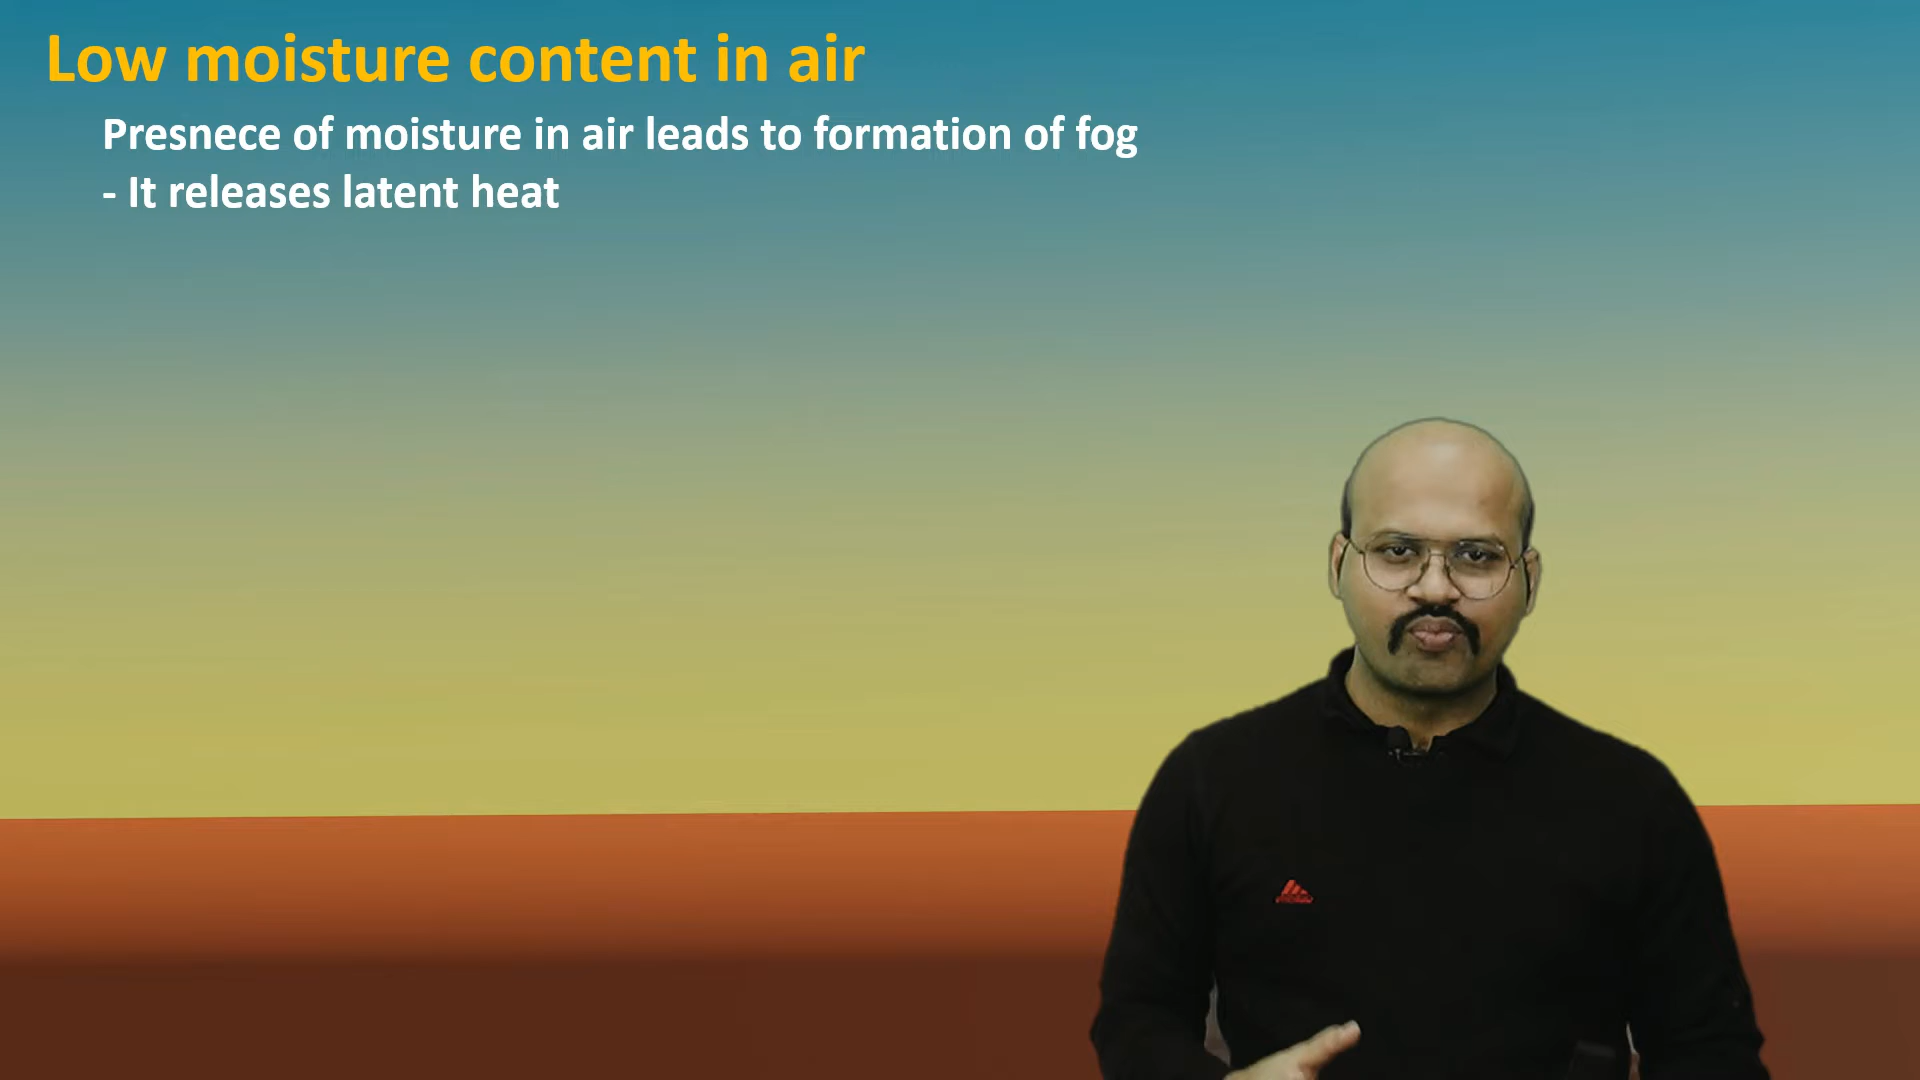 Low moisture content in air
Presnece of moisture in air leads to formation of fog
- It releases latent heat